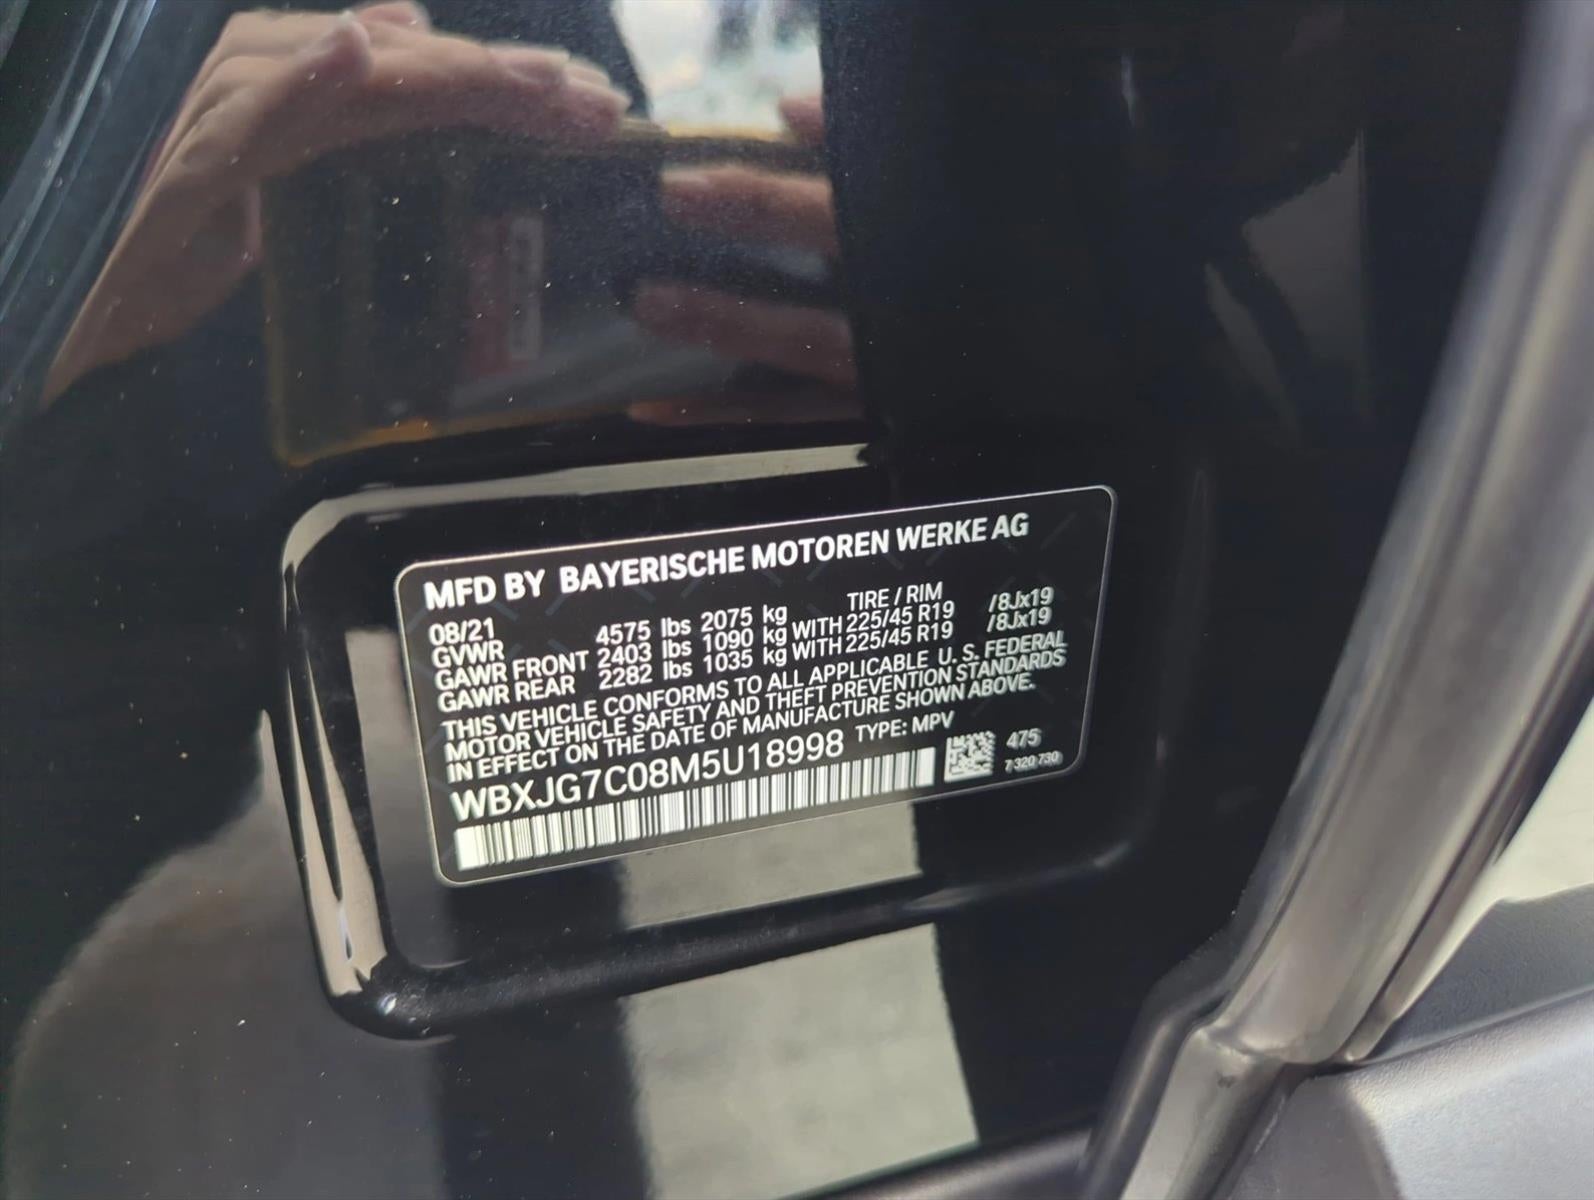 MFD BY BAYERISCHE MOTOREN WERKE AG
08/21 TIRE / RIM
GVWR 4575 lbs 2075 kg
GAWR FRONT 2403 lbs 1090 kg WITH 225/45 R19 /8Jx19
GAWR REAR 2282 lbs 1035 kg WITH 225/45 R19 /8Jx19
THIS VEHICLE CONFORMS TO ALL APPLICABLE U. S. FEDERAL
MOTOR VEHICLE SAFETY AND THEFT PREVENTION STANDARDS
IN EFFECT ON THE DATE OF MANUFACTURE SHOWN ABOVE.
WBXJG7C08M5U18998 TYPE: MPV
475
7 320 730